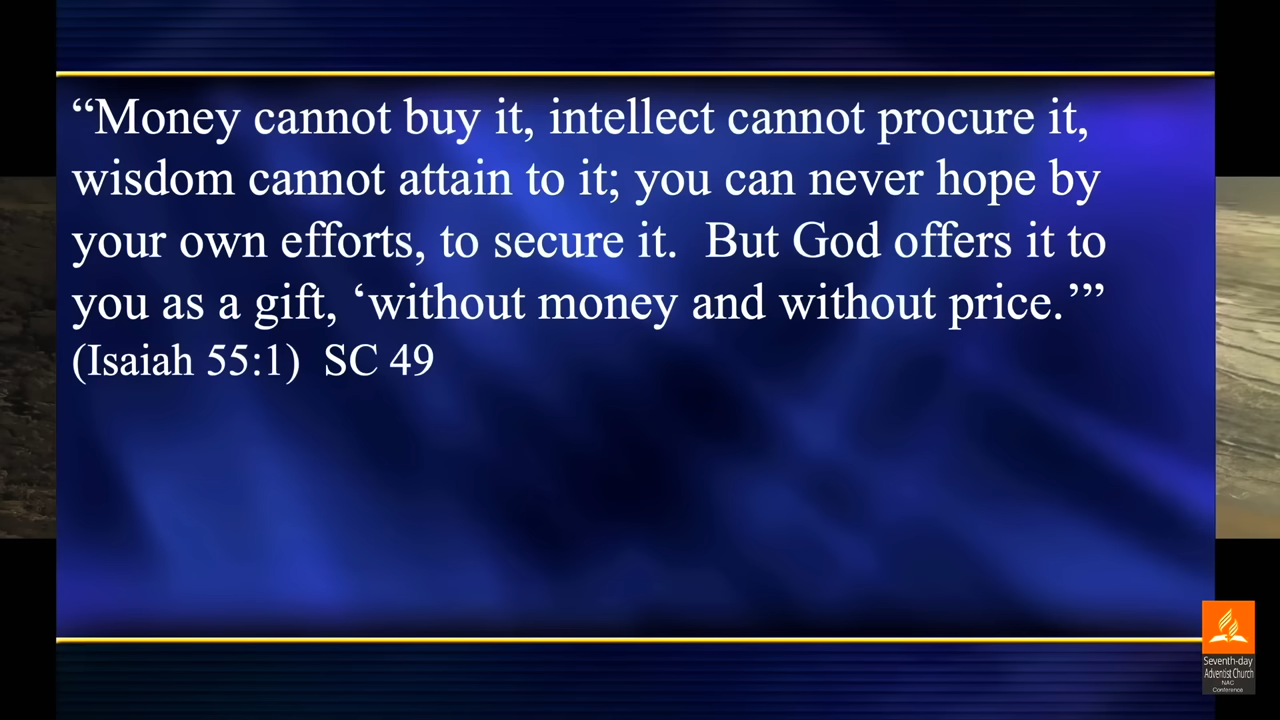 “Money cannot buy it, intellect cannot procure it,
wisdom cannot attain to it; you can never hope by
your own efforts, to secure it.  But God offers it to
you as a gift, ‘without money and without price.’”
(Isaiah 55:1)  SC 49
Seventh-day
Adventist Church
NAC
Conference